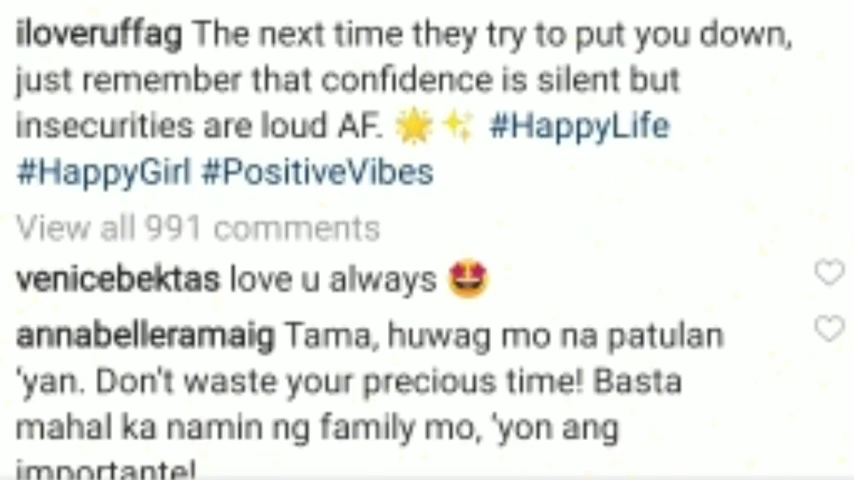 iloveruffag The next time they try to put you down,
just remember that confidence is silent but
insecurities are loud AF. 🌟✨ #HappyLife
#HappyGirl #PositiveVibes
View all 991 comments
venicebektas love u always 🤩
annabelleramaig Tama, huwag mo na patulan
'yan. Don't waste your precious time! Basta
mahal ka namin ng family mo, 'yon ang
importante!